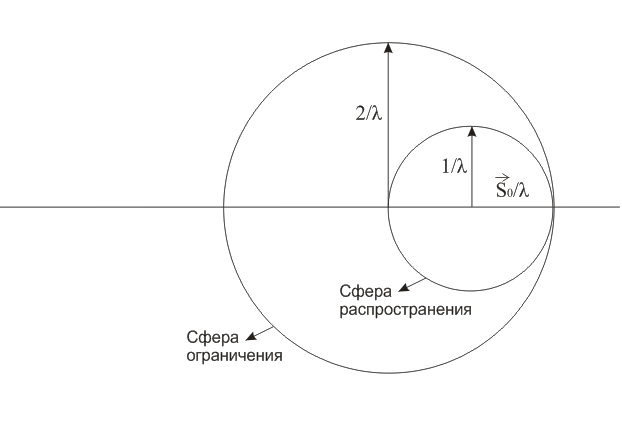 2/λ
1/λ
S₀/λ
Сфера
распространения
Сфера
ограничения